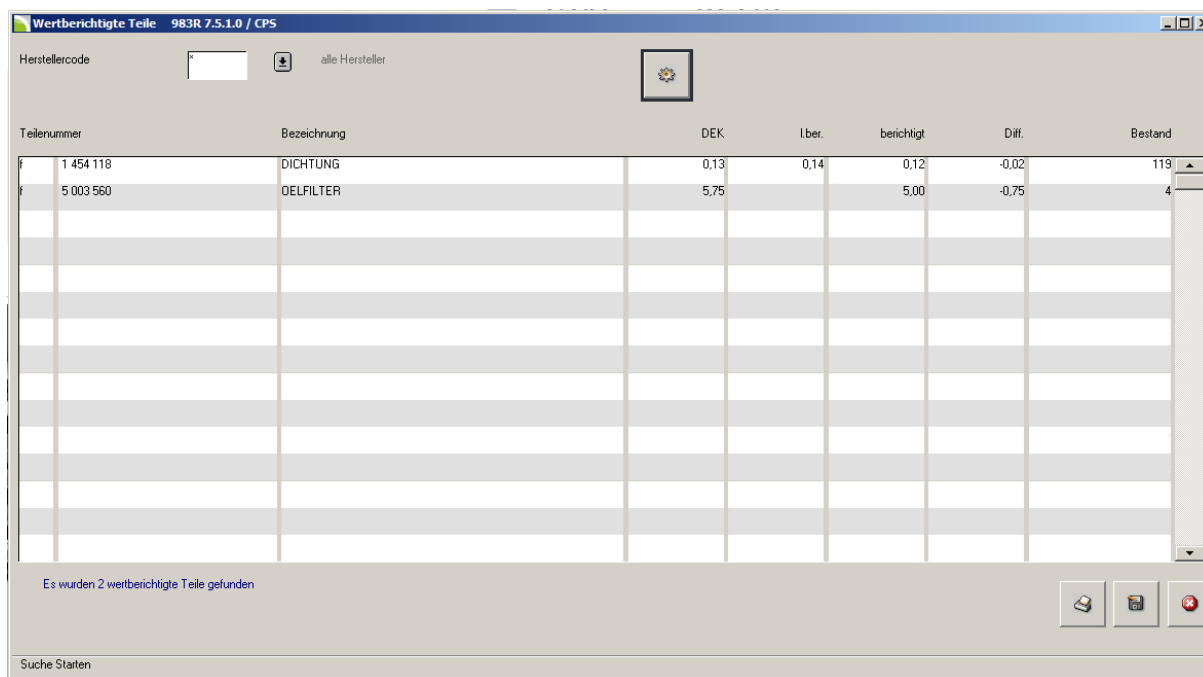 Wertberichtigte Teile 983R 7.5.1.0 / CPS
Herstellercode * alle Hersteller
Teilenummer Bezeichnung DEK l.ber. berichtigt Diff. Bestand
f 1 454 118 DICHTUNG 0,13 0,14 0,12 -0,02 119
f 5 003 560 OELFILTER 5,75 5,00 -0,75 4
Es wurden 2 wertberichtigte Teile gefunden
Suche Starten